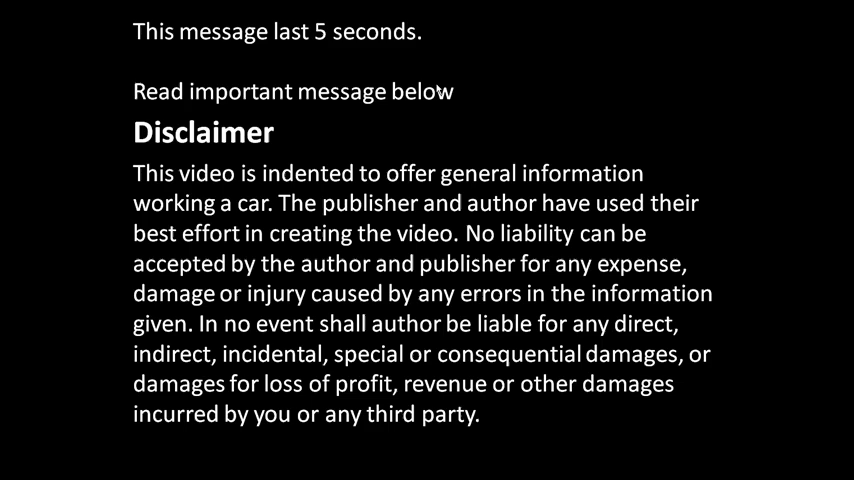 This message last 5 seconds.
Read important message below
Disclaimer
This video is indented to offer general information
working a car. The publisher and author have used their
best effort in creating the video. No liability can be
accepted by the author and publisher for any expense,
damage or injury caused by any errors in the information
given. In no event shall author be liable for any direct,
indirect, incidental, special or consequential damages, or
damages for loss of profit, revenue or other damages
incurred by you or any third party.